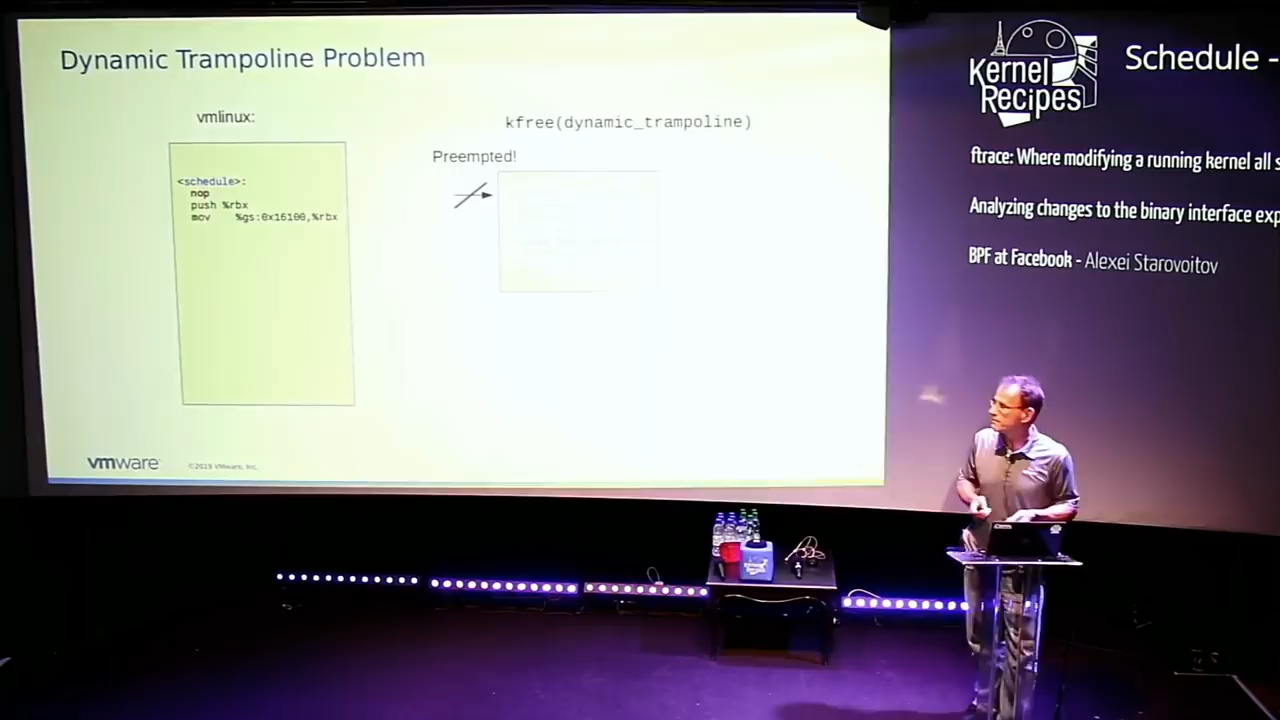 Dynamic Trampoline Problem
vmlinux:
<schedule>:
nop
push %rbx
mov %gs:0x16100,%rbx
kfree(dynamic_trampoline)
Preempted!
vmware
©2019 VMware, Inc.
Kernel
Recipes
Schedule -
ftrace: Where modifying a running kernel all s
Analyzing changes to the binary interface exp
BPF at Facebook - Alexei Starovoitov